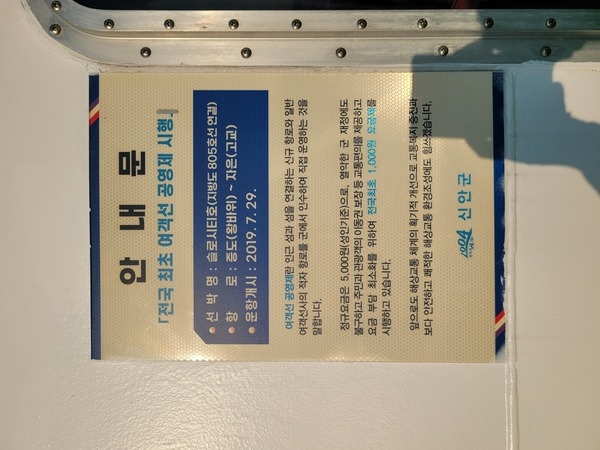 안내문
「전국 최초 여객선 공영제 시행」
• 선 박 명 : 슬로시티호(지방도 805호선 연결)
• 항 로 : 증도(왕바위) ~ 자은(고교)
• 운항개시 : 2019. 7. 29.
여객선 공영제란 인근 섬과 섬을 연결하는 신규 항로와 일반
여객선사의 적자 항로를 군에서 인수하여 직접 운영하는 것을
말합니다.
정규요금은 5,000원(성인기준)으로, 열악한 군 재정에도
불구하고 주민과 관광객의 이동권 보장 등 교통편의를 제공하고
요금 부담 최소화를 위하여 전국최초 1,000원 요금제를
시행하고 있습니다.
앞으로도 해상교통 체계의 획기적 개선으로 교통복지 증진과
보다 안전하고 쾌적한 해상교통 환경조성에도 힘쓰겠습니다.
1004 신안군